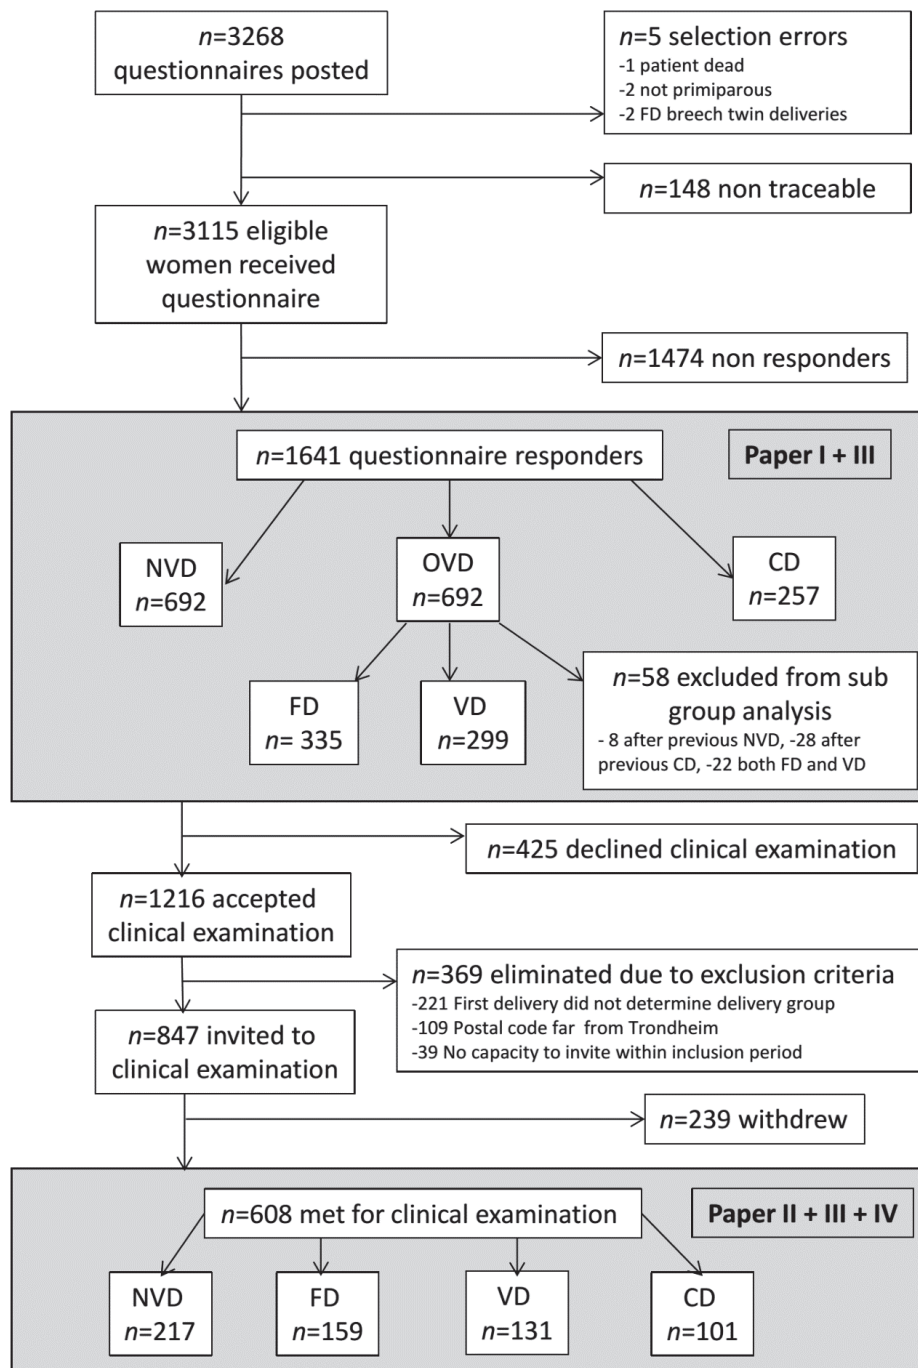 n=3268
questionnaires posted
n=5 selection errors
-1 patient dead
-2 not primiparous
-2 FD breech twin deliveries
n=148 non traceable
n=3115 eligible
women received
questionnaire
n=1474 non responders
n=1641 questionnaire responders
Paper I + III
NVD
n=692
OVD
n=692
CD
n=257
FD
n= 335
VD
n=299
n=58 excluded from sub
group analysis
- 8 after previous NVD, -28 after
previous CD, -22 both FD and VD
n=425 declined clinical examination
n=1216 accepted
clinical examination
n=369 eliminated due to exclusion criteria
-221 First delivery did not determine delivery group
-109 Postal code far from Trondheim
-39 No capacity to invite within inclusion period
n=847 invited to
clinical examination
n=239 withdrew
n=608 met for clinical examination
Paper II + III + IV
NVD
n=217
FD
n=159
VD
n=131
CD
n=101